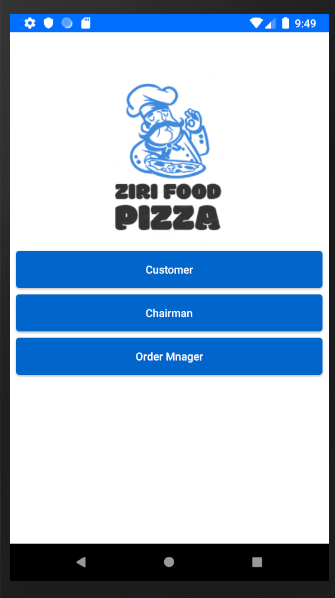 9:49
ZIRI FOOD
PIZZA
Customer
Chairman
Order Mnager